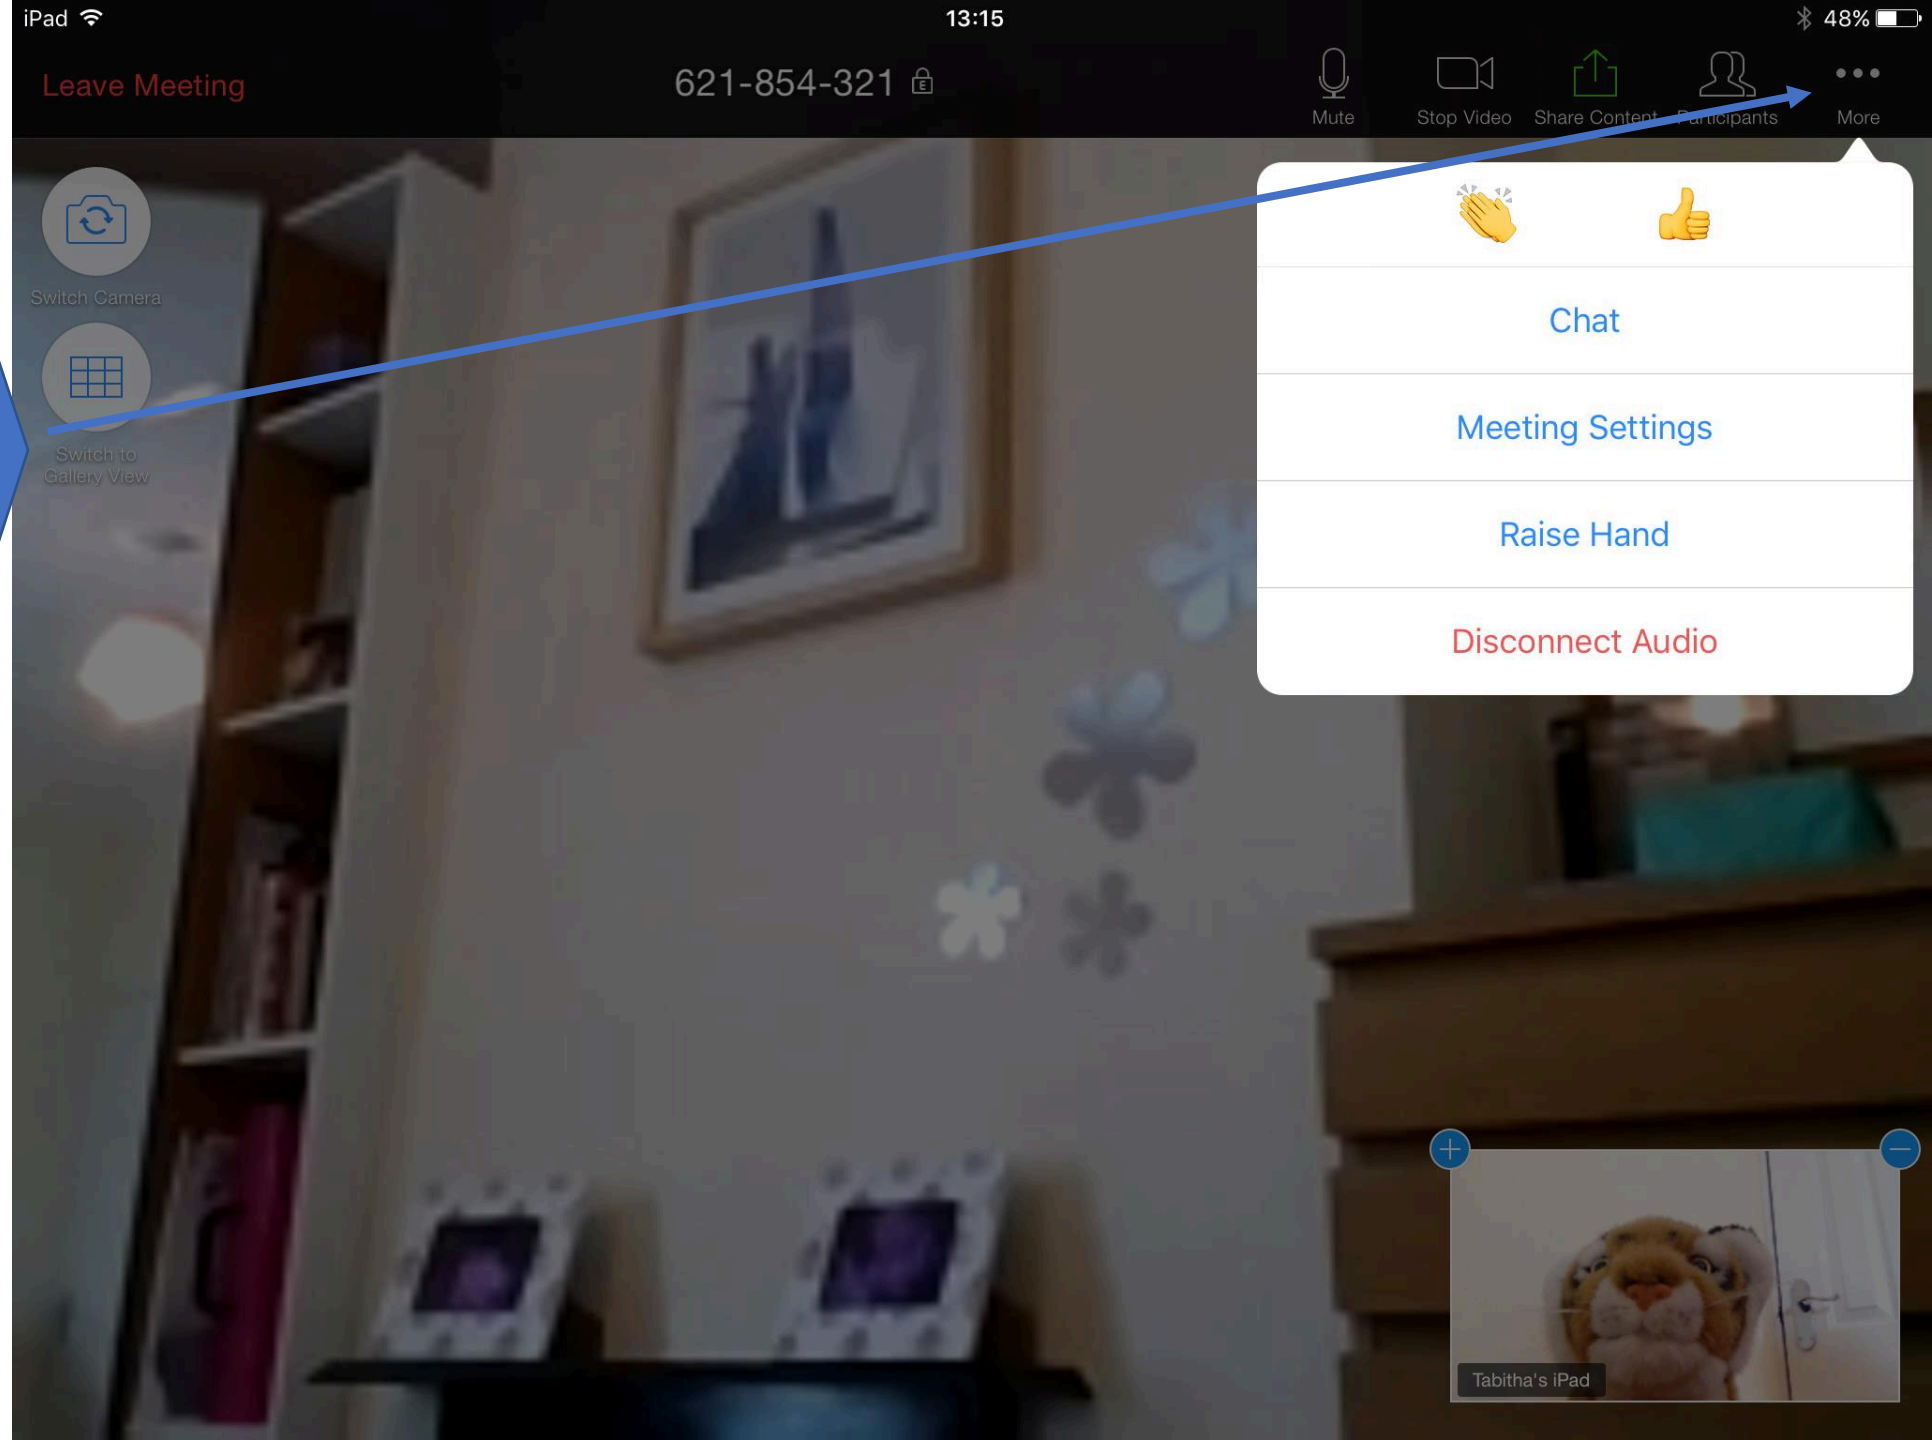 iPad
13:15
48%
Leave Meeting
621-854-321
Mute
Stop Video
Share Content
Participants
More
Switch Camera
Switch to
Gallery View
Chat
Meeting Settings
Raise Hand
Disconnect Audio
Tabitha's iPad